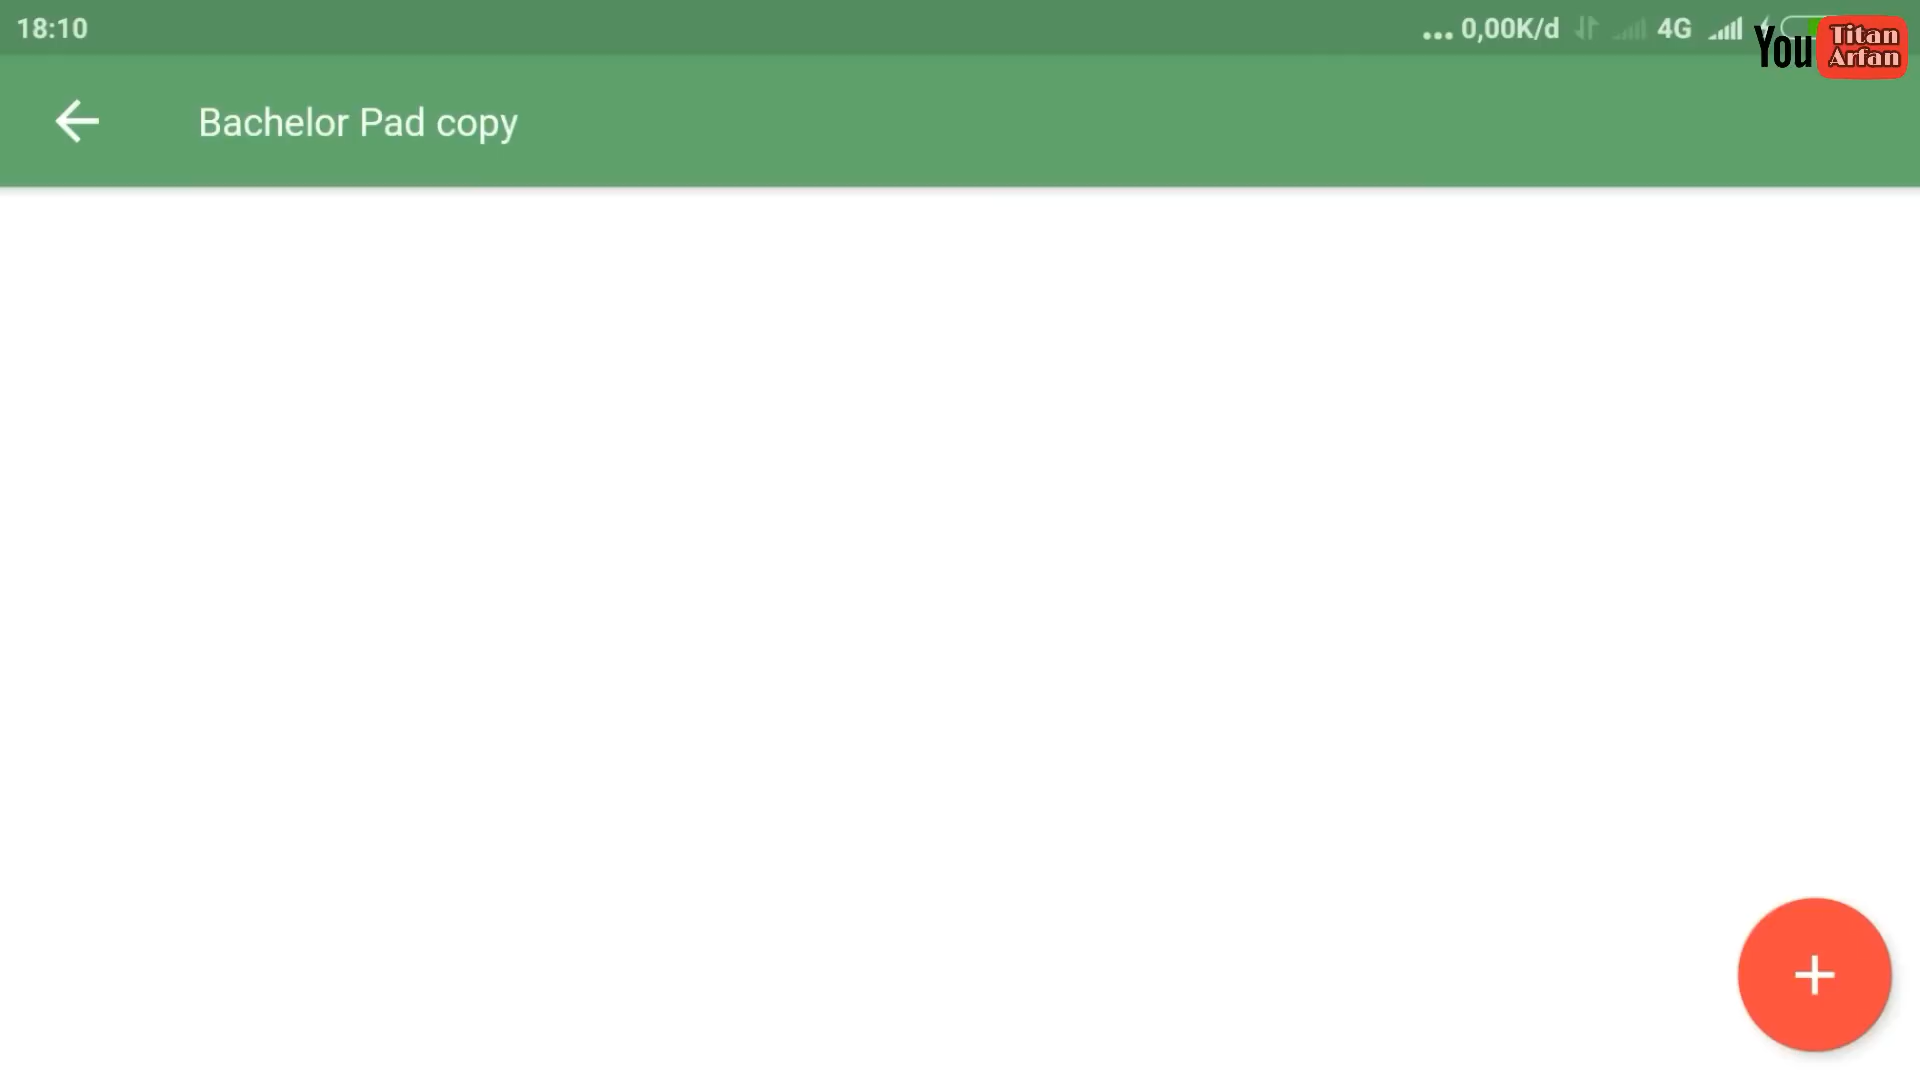 18:10
... 0,00K/d 4G
You Titan
Arfan
Bachelor Pad copy